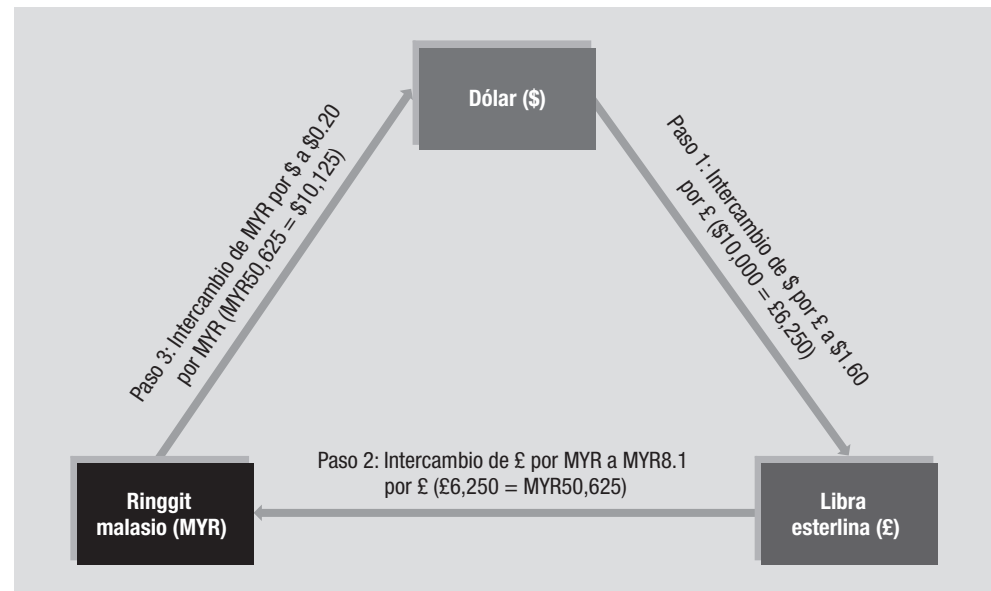 Dólar ($)
Paso 1: Intercambio de $ por £ a $1.60
por £ ($10,000 = £6,250)
Paso 2: Intercambio de £ por MYR a MYR8.1
por £ (£6,250 = MYR50,625)
Paso 3: Intercambio de MYR por $ a $0.20
por MYR (MYR50,625 = $10,125)
Ringgit
malasio (MYR)
Libra
esterlina (£)